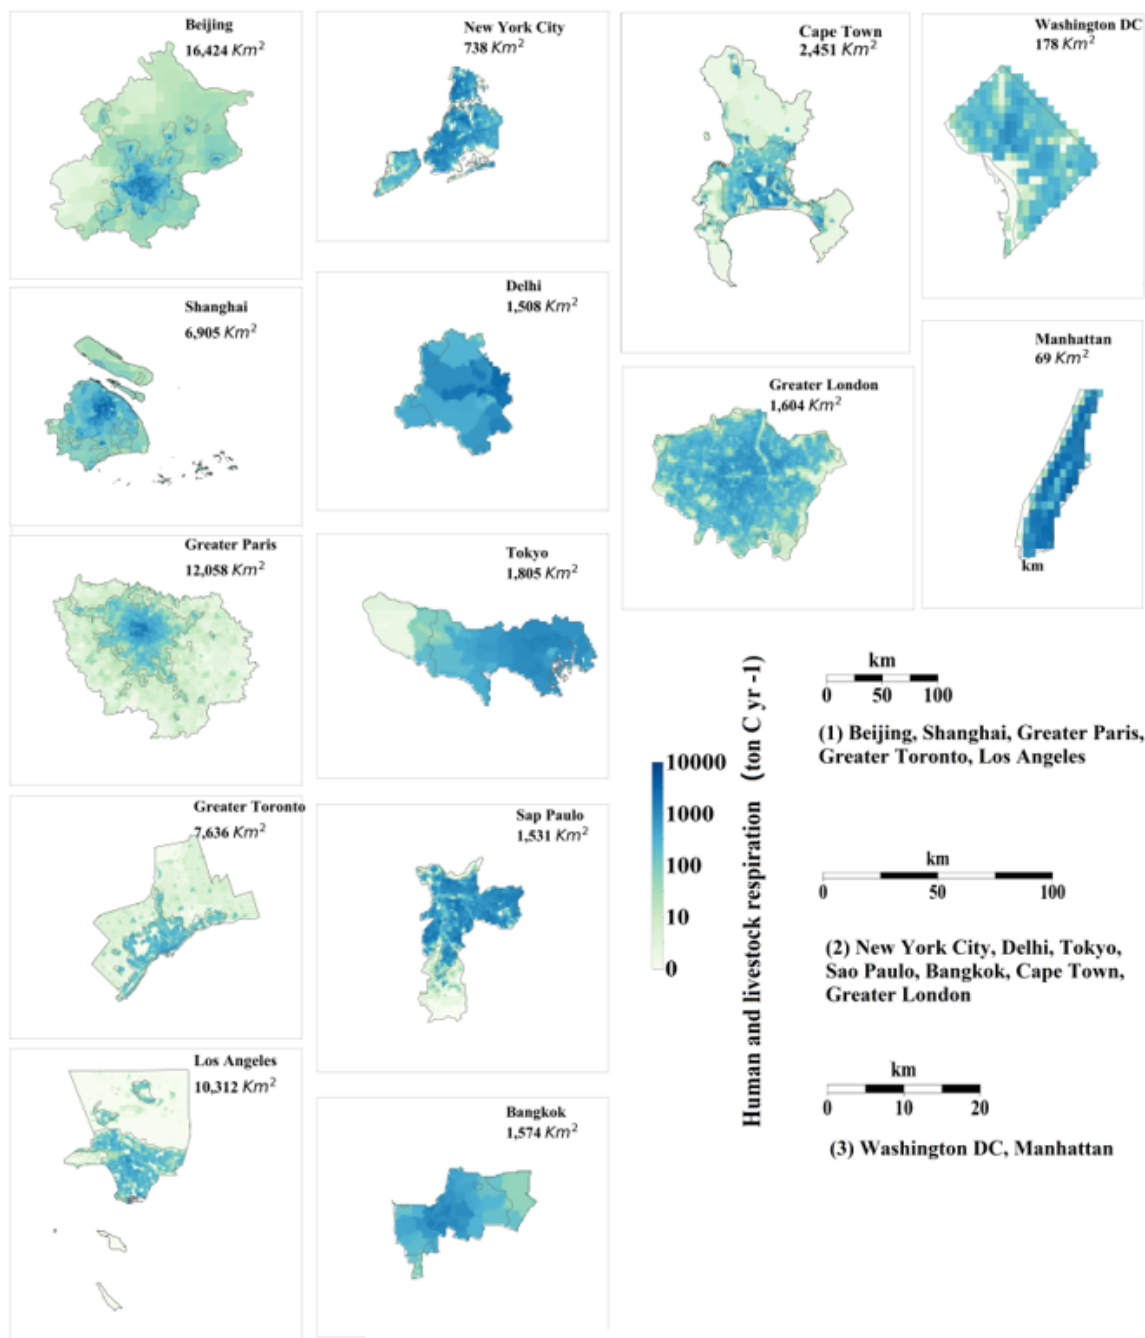 Beijing
16,424 Km²
New York City
738 Km²
Cape Town
2,451 Km²
Washington DC
178 Km²
Shanghai
6,905 Km²
Delhi
1,508 Km²
Greater London
1,604 Km²
Manhattan
69 Km²
km
Greater Paris
12,058 Km²
Tokyo
1,805 Km²
Greater Toronto
7,636 Km²
Sap Paulo
1,531 Km²
Los Angeles
10,312 Km²
Bangkok
1,574 Km²
10000
1000
100
10
0
Human and livestock respiration (ton C yr -1)
km
0 50 100
(1) Beijing, Shanghai, Greater Paris,
Greater Toronto, Los Angeles
km
0 50 100
(2) New York City, Delhi, Tokyo,
Sao Paulo, Bangkok, Cape Town,
Greater London
km
0 10 20
(3) Washington DC, Manhattan